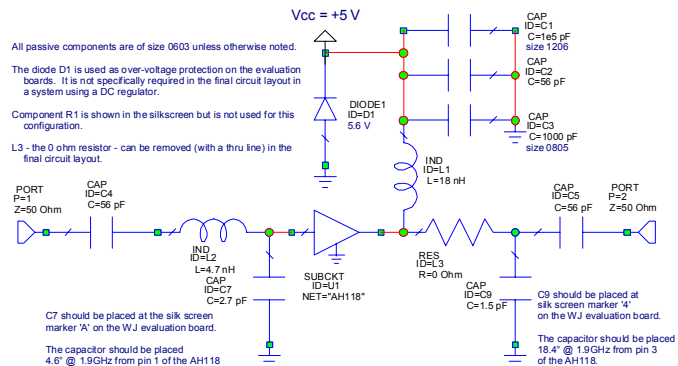 Vcc = +5 V
CAP
ID=C1
C=1e5 pF
size 1206
All passive components are of size 0603 unless otherwise noted.
The diode D1 is used as over-voltage protection on the evaluation
boards.  It is not specifically required in the final circuit layout in
a system using a DC regulator.
CAP
ID=C2
C=56 pF
Component R1 is shown in the silkscreen but is not used for this
configuration.
DIODE1
ID=D1
5.6 V
CAP
ID=C3
C=1000 pF
size 0805
L3 - the 0 ohm resistor - can be removed (with a thru line) in the
final circuit layout.
IND
ID=L1
L=18 nH
PORT
P=1
Z=50 Ohm
CAP
ID=C4
C=56 pF
CAP
ID=C5
C=56 pF
PORT
P=2
Z=50 Ohm
IND
ID=L2
L=4.7 nH
CAP
ID=C7
C=2.7 pF
SUBCKT
ID=U1
NET="AH118"
RES
ID=L3
R=0 Ohm
CAP
ID=C9
C=1.5 pF
C7 should be placed at the silk screen
marker 'A' on the WJ evaluation board.
The capacitor should be placed
4.6° @ 1.9GHz from pin 1 of the AH118
C9 should be placed at
silk screen marker '4'
on the WJ evaluation board.
The capacitor should be placed
18.4° @ 1.9GHz from pin 3
of the AH118.